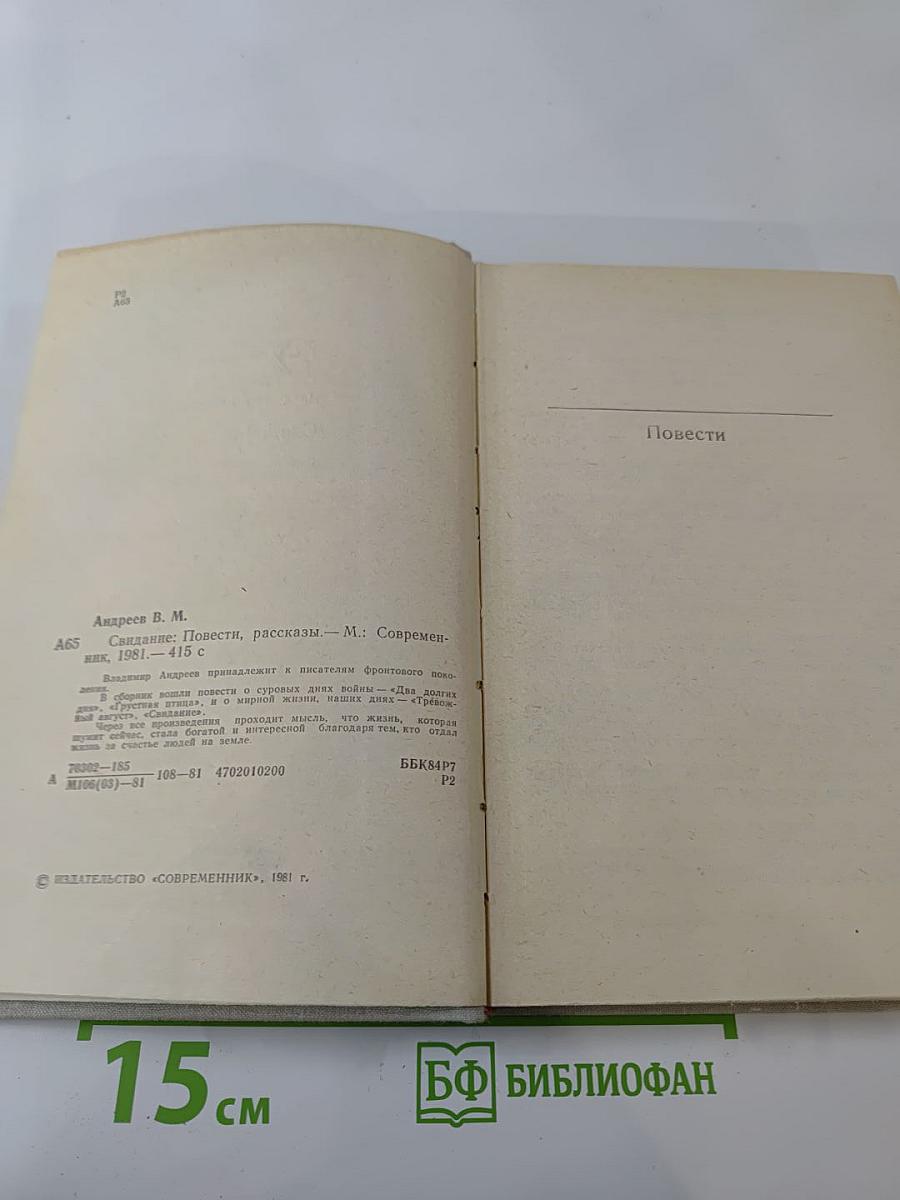 Р2
А65
Андреев В. М.
А65 Свидание: Повести, рассказы.— М.: Современ-
ник, 1981.— 415 с
Владимир Андреев принадлежит к писателям фронтового поко-
ления.
В сборник вошли повести о суровых днях войны — «Два долгих
дня», «Грустная птица», и о мирной жизни, наших днях — «Тревож-
ный август», «Свидание».
Через все произведения проходит мысль, что жизнь, которая
шумит сейчас, стала богатой и интересной благодаря тем, кто отдал
жизнь за счастье людей на земле.
А 70302—185 108—81 4702010200 ББК84Р7
М106(03)—81 Р2
© ИЗДАТЕЛЬСТВО «СОВРЕМЕННИК», 1981 г.
Повести
15 см
БФ БИБЛИОФАН